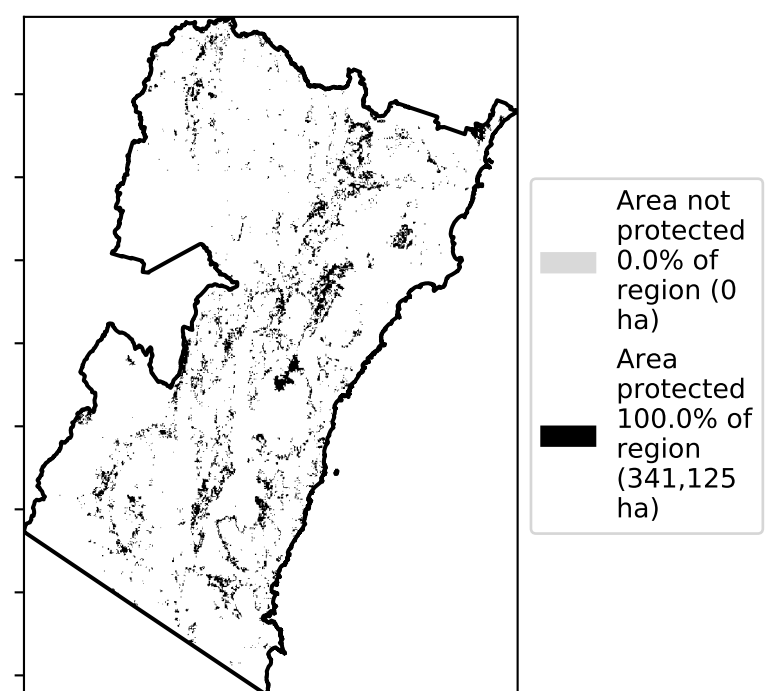 Area not
protected
0.0% of
region (0
ha)
Area
protected
100.0% of
region
(341,125
ha)